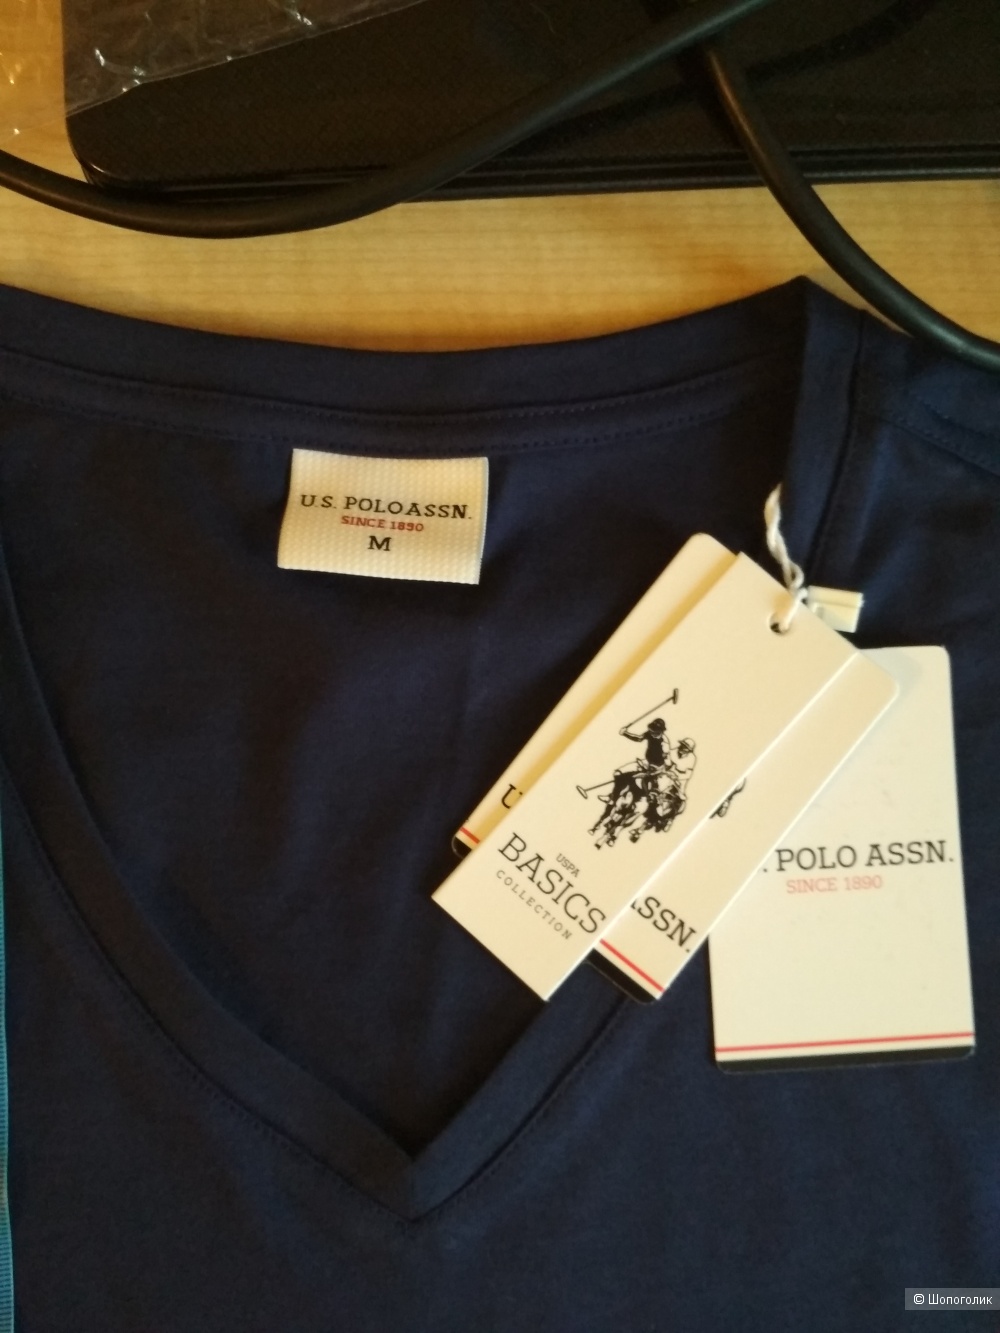 U.S. POLO ASSN.
SINCE 1890
M
U
USPA
BASICS
COLLECTION
ASSN.
. POLO ASSN.
SINCE 1890
© Шопоголик